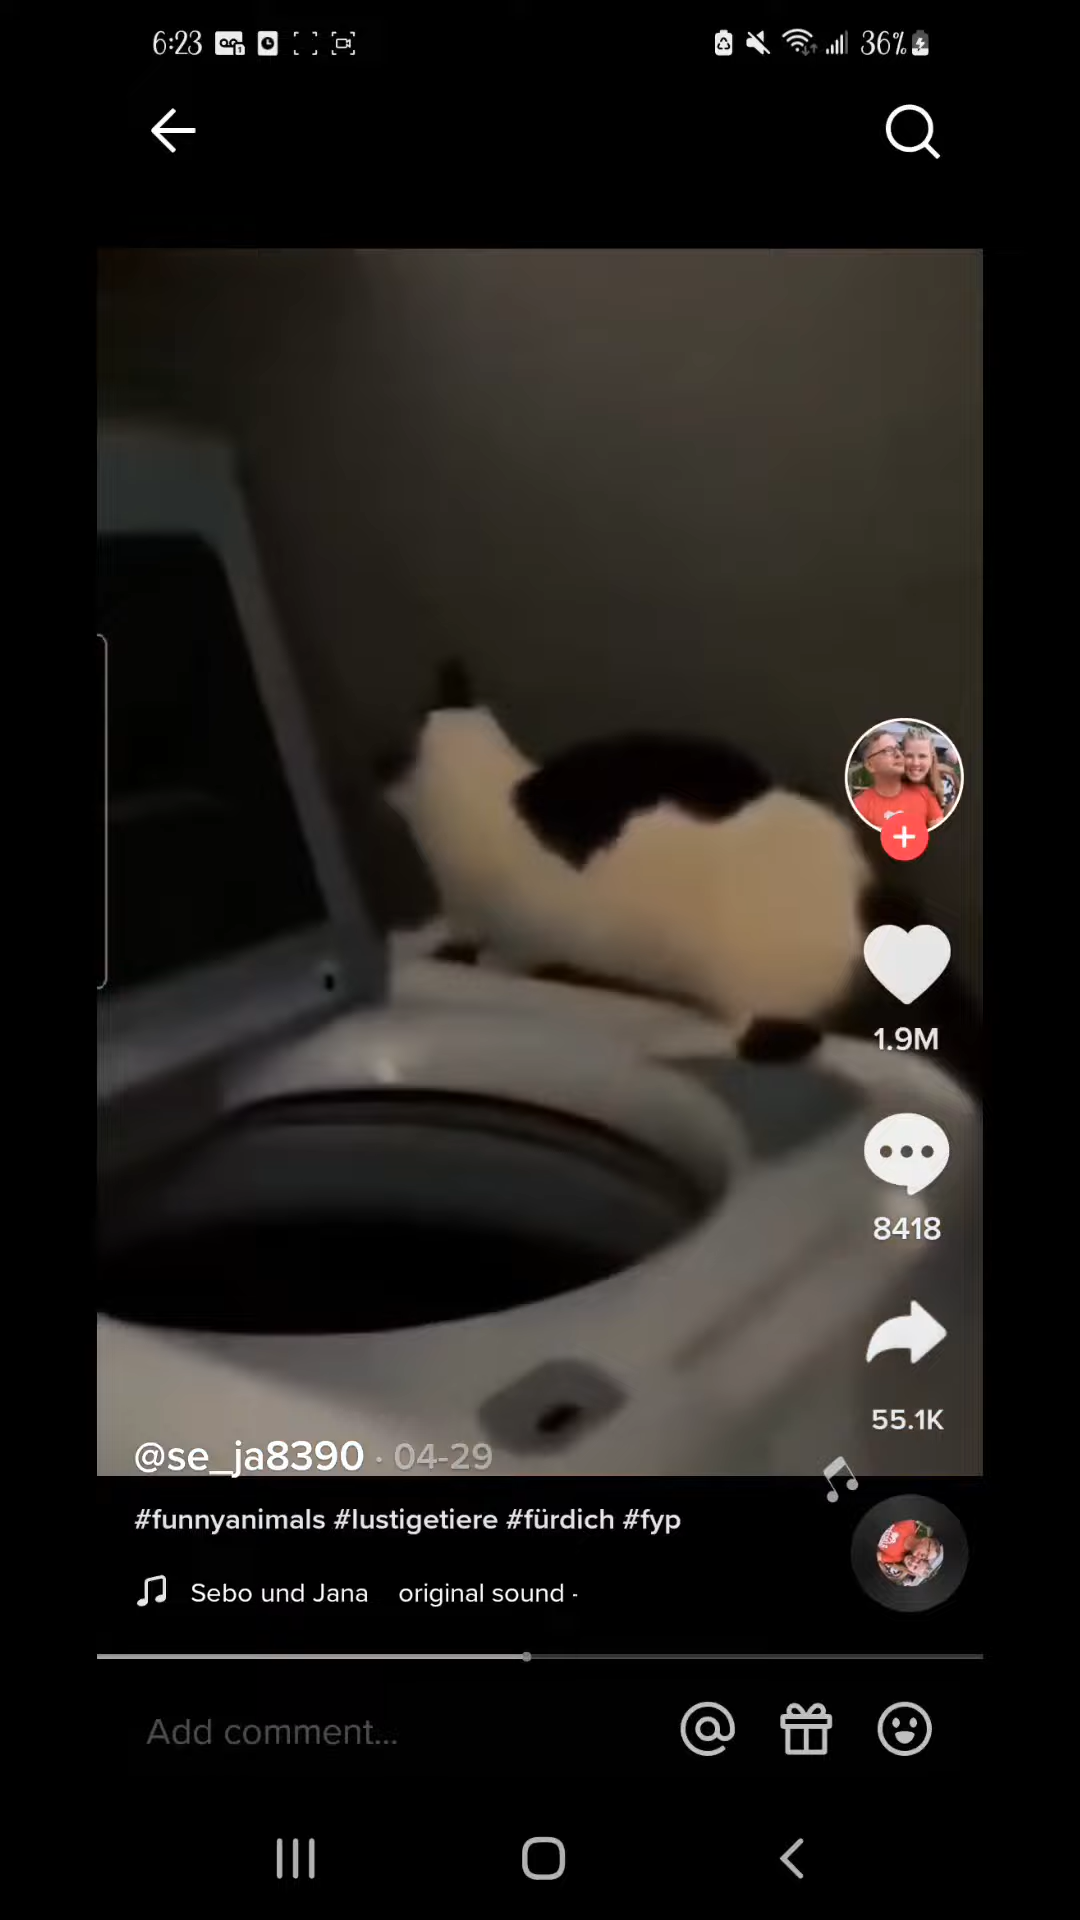 6:23
36%
1.9M
8418
55.1K
@se_ja8390 · 04-29
#funnyanimals #lustigetiere #fürdich #fyp
Sebo und Jana original sound -
Add comment...